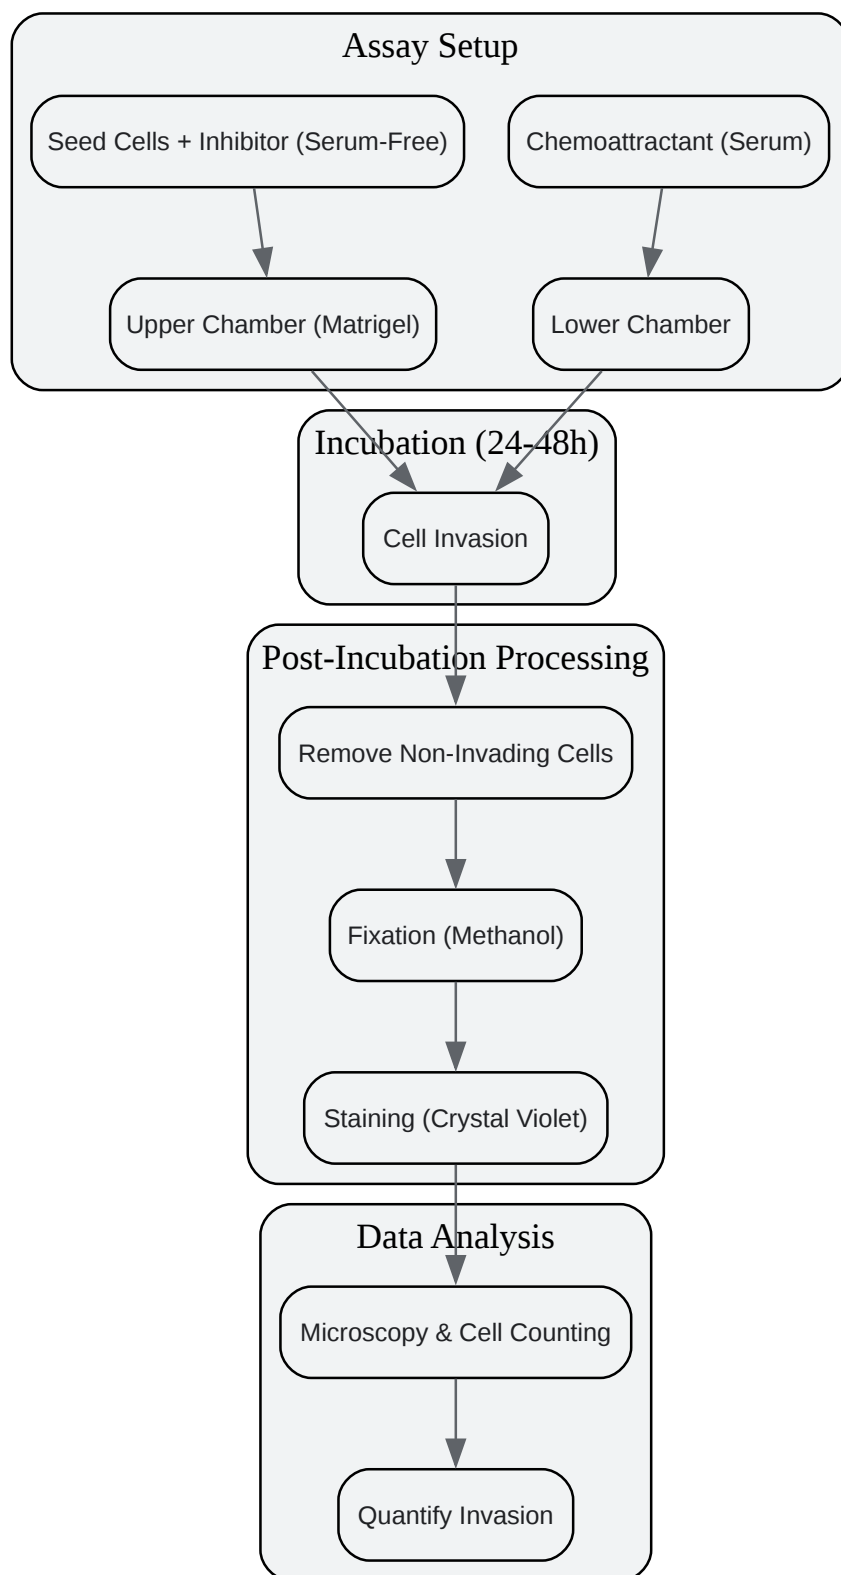 Assay Setup
Seed Cells + Inhibitor (Serum-Free)
Chemoattractant (Serum)
Upper Chamber (Matrigel)
Lower Chamber
Incubation (24-48h)
Cell Invasion
Post-Incubation Processing
Remove Non-Invading Cells
Fixation (Methanol)
Staining (Crystal Violet)
Data Analysis
Microscopy & Cell Counting
Quantify Invasion